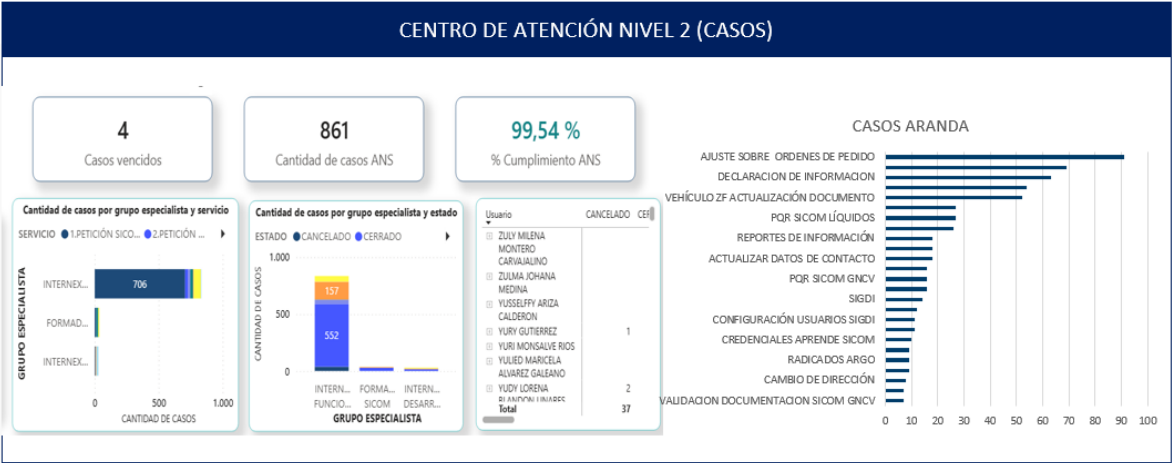 CENTRO DE ATENCIÓN NIVEL 2 (CASOS)
4
Casos vencidos
861
Cantidad de casos ANS
99,54 %
% Cumplimiento ANS
Cantidad de casos por grupo especialista y servicio
SERVICIO 1.PETICIÓN SICO... 2.PETICIÓN ...
GRUPO ESPECIALISTA
INTERNEX...
706
FORMAD...
INTERNEX...
0 500 1.000
CANTIDAD DE CASOS
Cantidad de casos por grupo especialista y estado
ESTADO CANCELADO CERRADO
CANTIDAD DE CASOS
1.000
500
0
157
552
INTERN... FORMA... INTERN...
FUNCIO... SICOM DESARR...
GRUPO ESPECIALISTA
Usuario CANCELADO CER
ZULY MILENA
MONTERO
CARVAJALINO
ZULMA JOHANA
MEDINA
YUSSELFFY ARIZA
CALDERON
YURY GUTIERREZ 1
YURI MONSALVE RIOS
YULIED MARICELA
ALVAREZ GALEANO
YUDY LORENA 2
BLANDON LINARES
Total 37
CASOS ARANDA
AJUSTE SOBRE ORDENES DE PEDIDO
DECLARACION DE INFORMACION
VEHÍCULO ZF ACTUALIZACIÓN DOCUMENTO
PQR SICOM LÍQUIDOS
REPORTES DE INFORMACIÓN
ACTUALIZAR DATOS DE CONTACTO
PQR SICOM GNCV
SIGDI
CONFIGURACIÓN USUARIOS SIGDI
CREDENCIALES APRENDE SICOM
RADICADOS ARGO
CAMBIO DE DIRECCIÓN
VALIDACION DOCUMENTACION SICOM GNCV
0 10 20 30 40 50 60 70 80 90 100